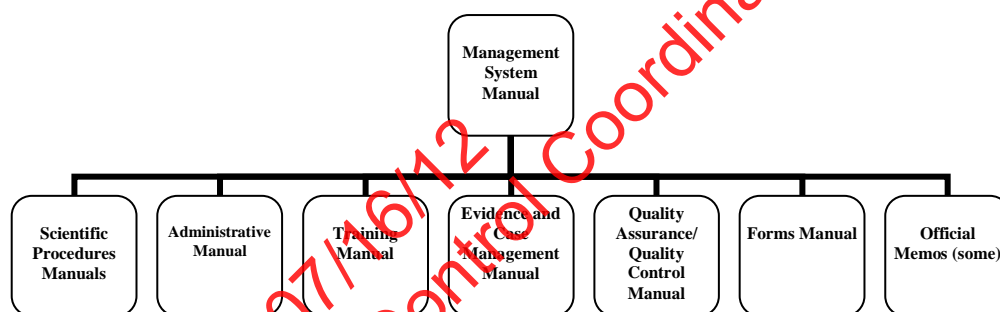 Management
System
Manual
Scientific
Procedures
Manuals
Administrative
Manual
Training
Manual
Evidence and
Case
Management
Manual
Quality
Assurance/
Quality
Control
Manual
Forms Manual
Official
Memos (some)
07/16/12
Control Coordina